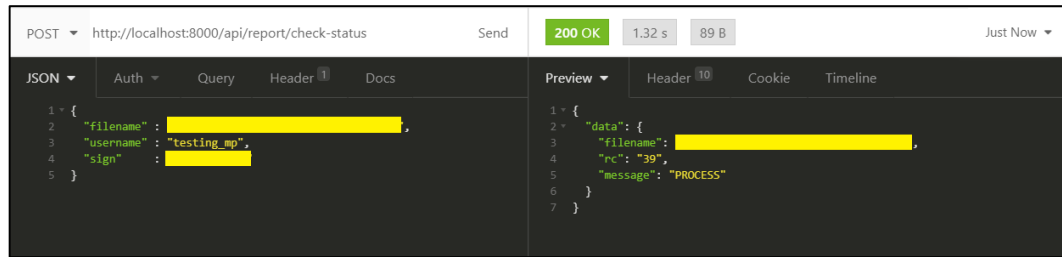 POST http://localhost:8000/api/report/check-status Send
200 OK 1.32 s 89 B Just Now
JSON Auth Query Header 1 Docs
Preview Header 10 Cookie Timeline
1 {
2 "filename" : ,
3 "username" : "testing_mp",
4 "sign" : "
5 }
1 {
2 "data": {
3 "filename": ,
4 "rc": "39",
5 "message": "PROCESS"
6 }
7 }